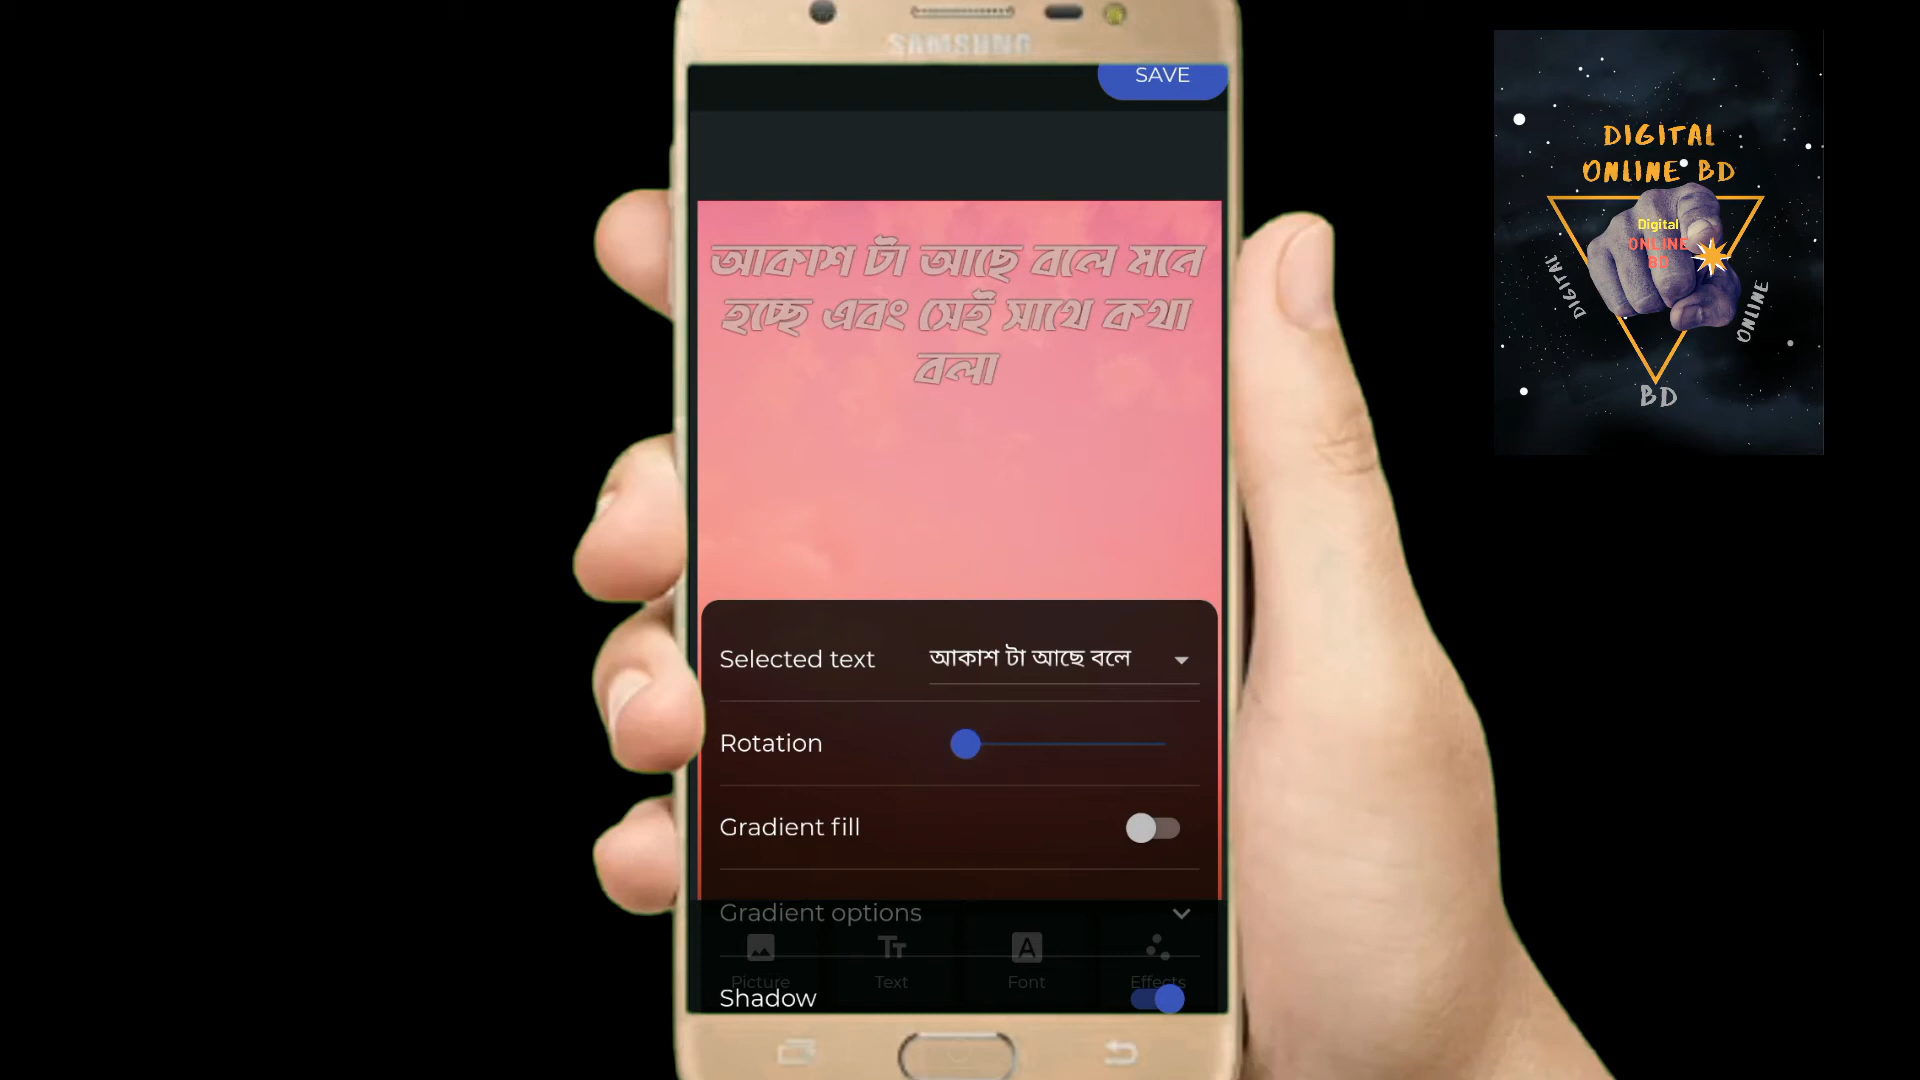 SAMSUNG
SAVE
আকাশ টা আছে বলে মনে
হচ্ছে এবং সেই সাথে কথা
বলা
Selected text
আকাশ টা আছে বলে
Rotation
Gradient fill
Gradient options
Picture
Text
Font
Effects
Shadow
DIGITAL
ONLINE BD
Digital
ONLINE
BD
DIGITAL
ONLINE
BD